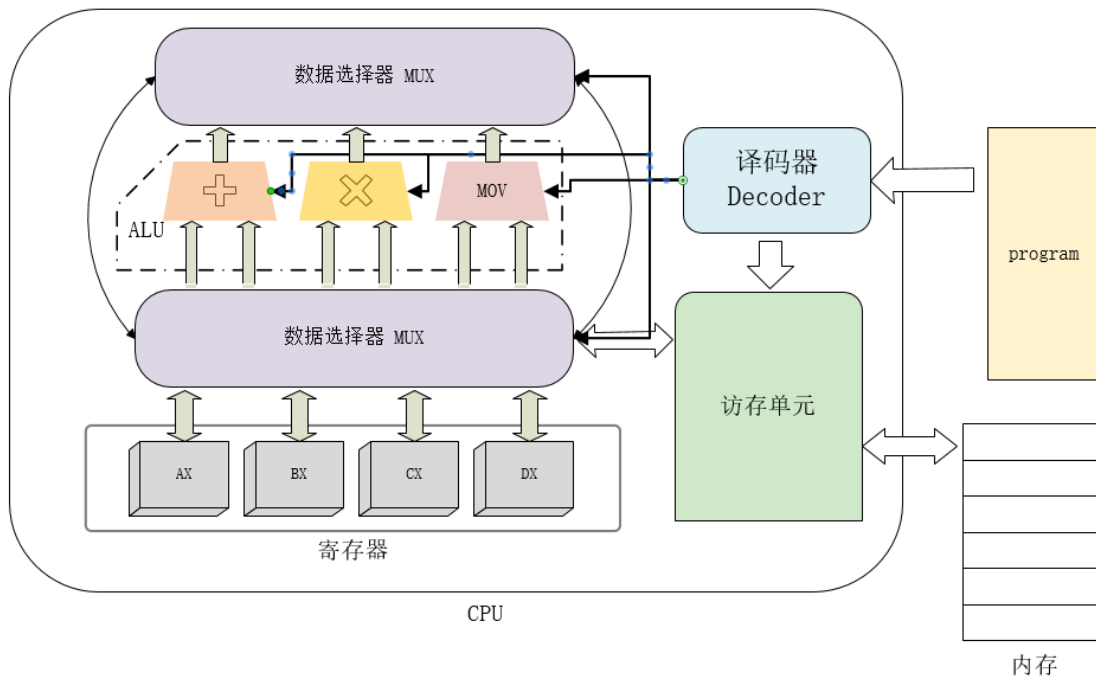 数据选择器 MUX
译码器
Decoder
MOV
ALU
program
数据选择器 MUX
访存单元
AX
BX
CX
DX
寄存器
CPU
内存